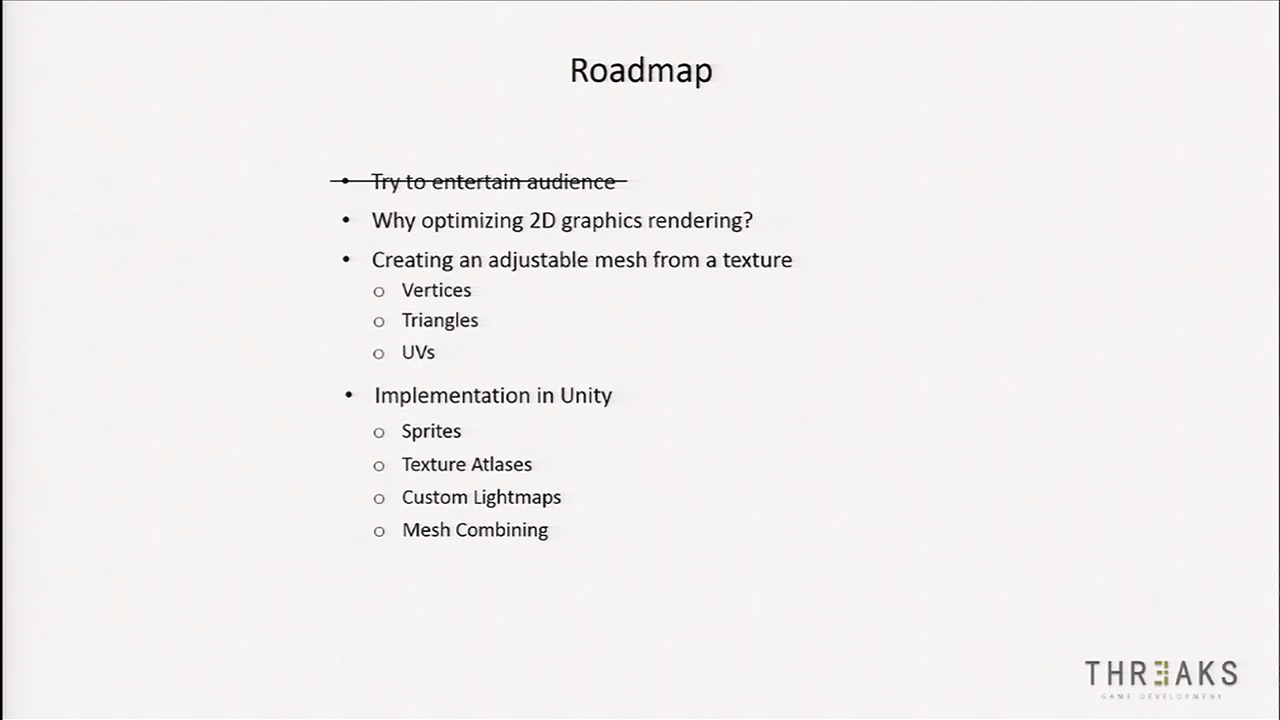 Roadmap
• Try to entertain audience
• Why optimizing 2D graphics rendering?
• Creating an adjustable mesh from a texture
o Vertices
o Triangles
o UVs
• Implementation in Unity
o Sprites
o Texture Atlases
o Custom Lightmaps
o Mesh Combining
THREAKS
GAME DEVELOPMENT